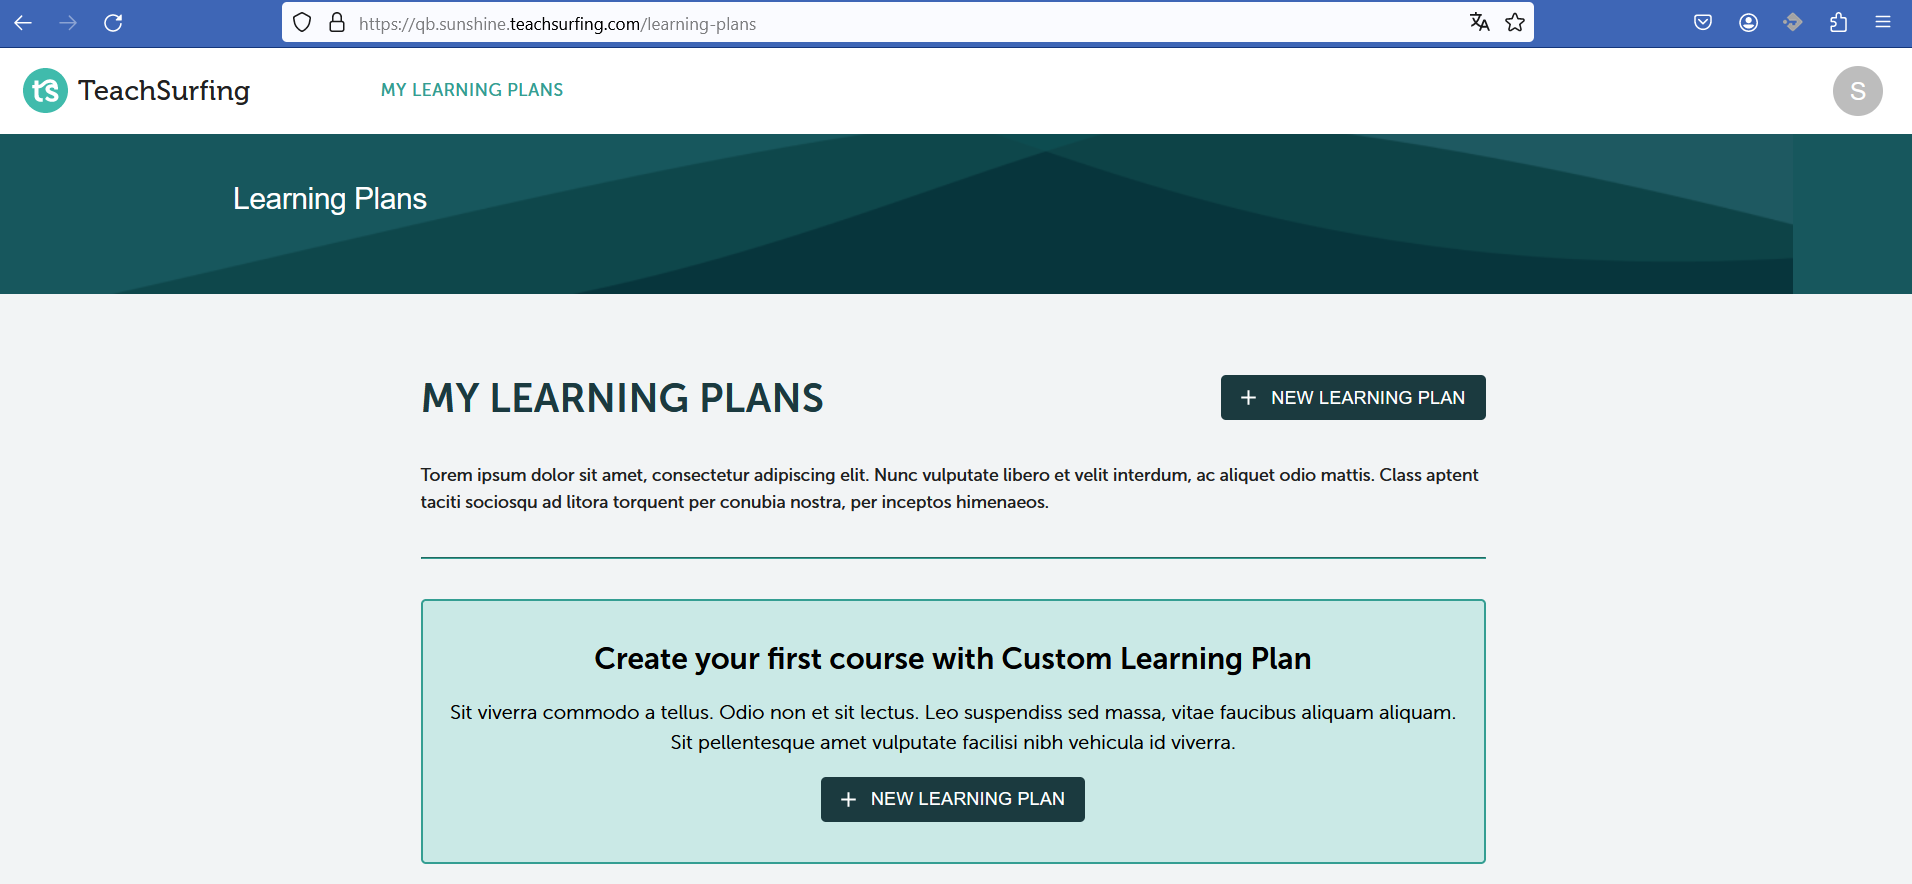 https://qb.sunshine.teachsurfing.com/learning-plans
ts TeachSurfing
MY LEARNING PLANS
S
Learning Plans
MY LEARNING PLANS
+ NEW LEARNING PLAN
Torem ipsum dolor sit amet, consectetur adipiscing elit. Nunc vulputate libero et velit interdum, ac aliquet odio mattis. Class aptent
taciti sociosqu ad litora torquent per conubia nostra, per inceptos himenaeos.
Create your first course with Custom Learning Plan
Sit viverra commodo a tellus. Odio non et sit lectus. Leo suspendiss sed massa, vitae faucibus aliquam aliquam.
Sit pellentesque amet vulputate facilisi nibh vehicula id viverra.
+ NEW LEARNING PLAN